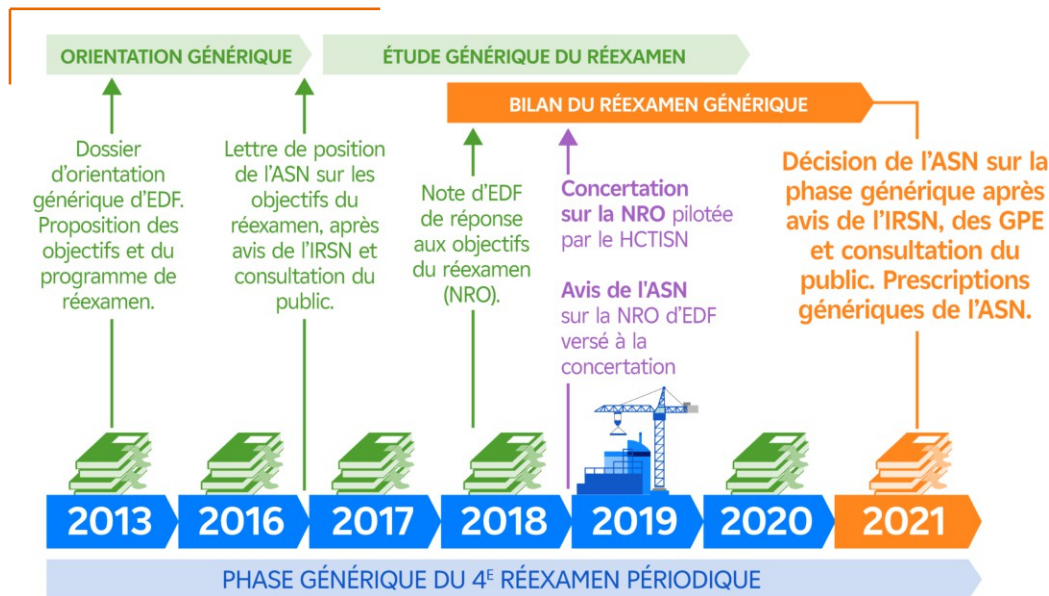 ORIENTATION GÉNÉRIQUE
ÉTUDE GÉNÉRIQUE DU RÉEXAMEN
BILAN DU RÉEXAMEN GÉNÉRIQUE
Dossier
d’orientation
générique d’EDF.
Proposition des
objectifs et du
programme de
réexamen.
Lettre de position
de l’ASN sur les
objectifs du
réexamen, après
avis de l’IRSN et
consultation du
public.
Note d’EDF
de réponse
aux objectifs
du réexamen
(NRO).
Concertation
sur la NRO pilotée
par le HCTISN
Avis de l’ASN
sur la NRO d’EDF
versé à la
concertation
Décision de l’ASN sur la
phase générique après
avis de l’IRSN, des GPE
et consultation du
public. Prescriptions
génériques de l’ASN.
2013 2016 2017 2018 2019 2020 2021
PHASE GÉNÉRIQUE DU 4E RÉEXAMEN PÉRIODIQUE